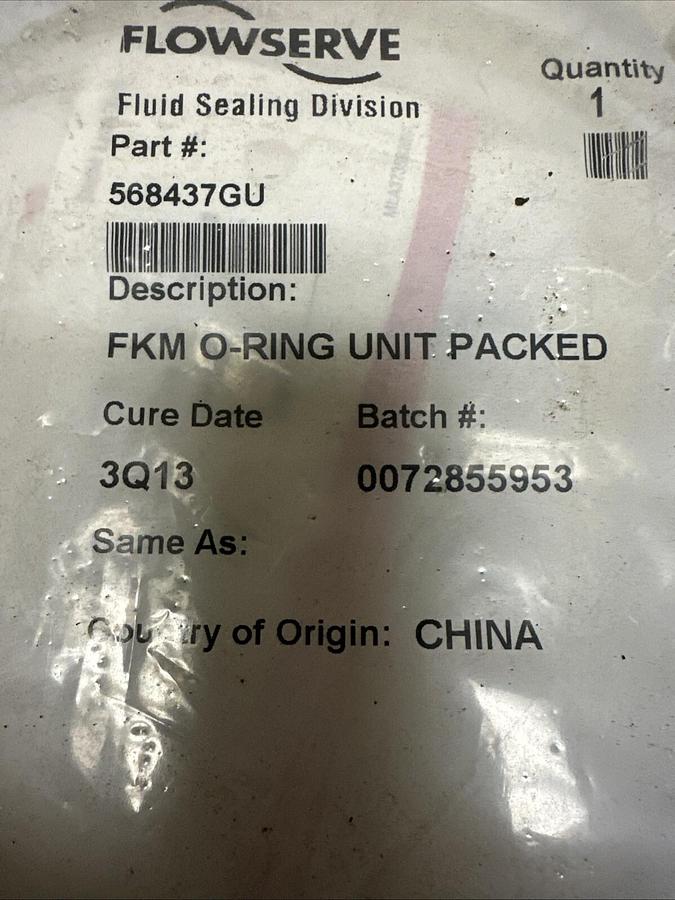 FLOWSERVE
Quantity
Fluid Sealing Division
1
Part #:
568437GU
Description:
FKM O-RING UNIT PACKED
Cure Date Batch #:
3Q13 0072855953
Same As:
of Origin: CHINA